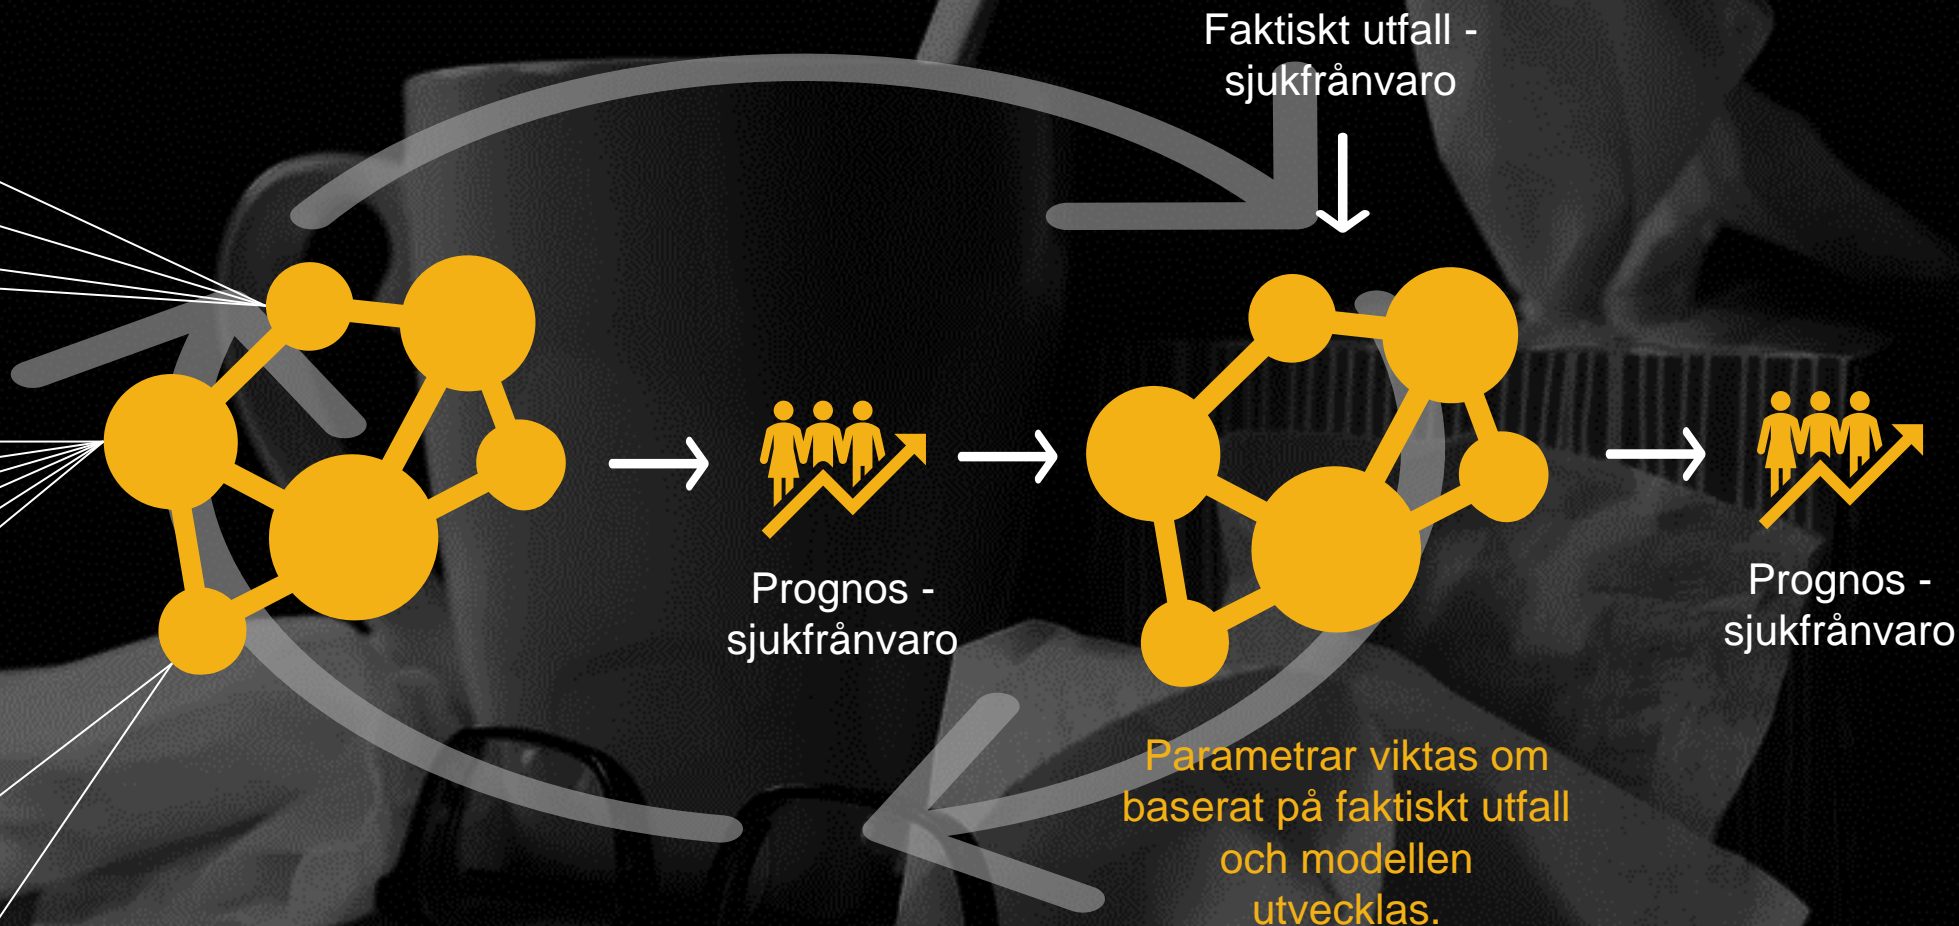 Faktiskt utfall -
sjukfrånvaro
Prognos -
sjukfrånvaro
Prognos -
sjukfrånvaro
Parametrar viktas om
baserat på faktiskt utfall
och modellen
utvecklas.